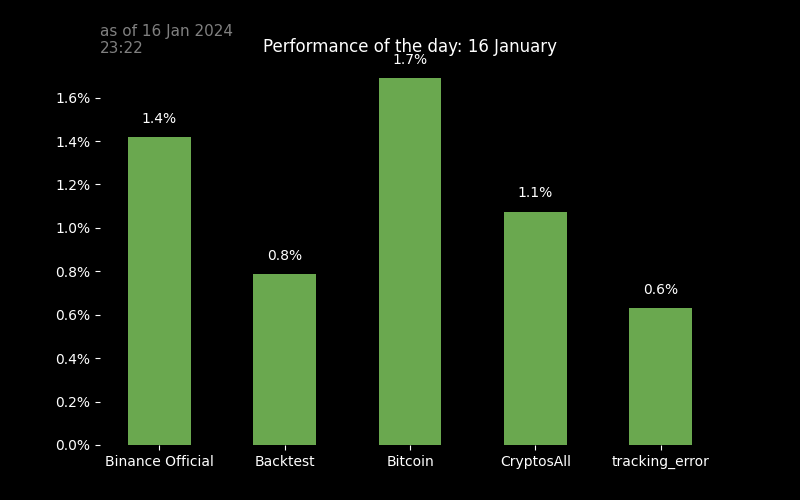 as of 16 Jan 2024
23:22
Performance of the day: 16 January
1.7%
1.6%
1.4%
1.4%
1.2%
1.1%
1.0%
0.8%
0.8%
0.6%
0.6%
0.4%
0.2%
0.0%
Binance Official
Backtest
Bitcoin
CryptosAll
tracking_error